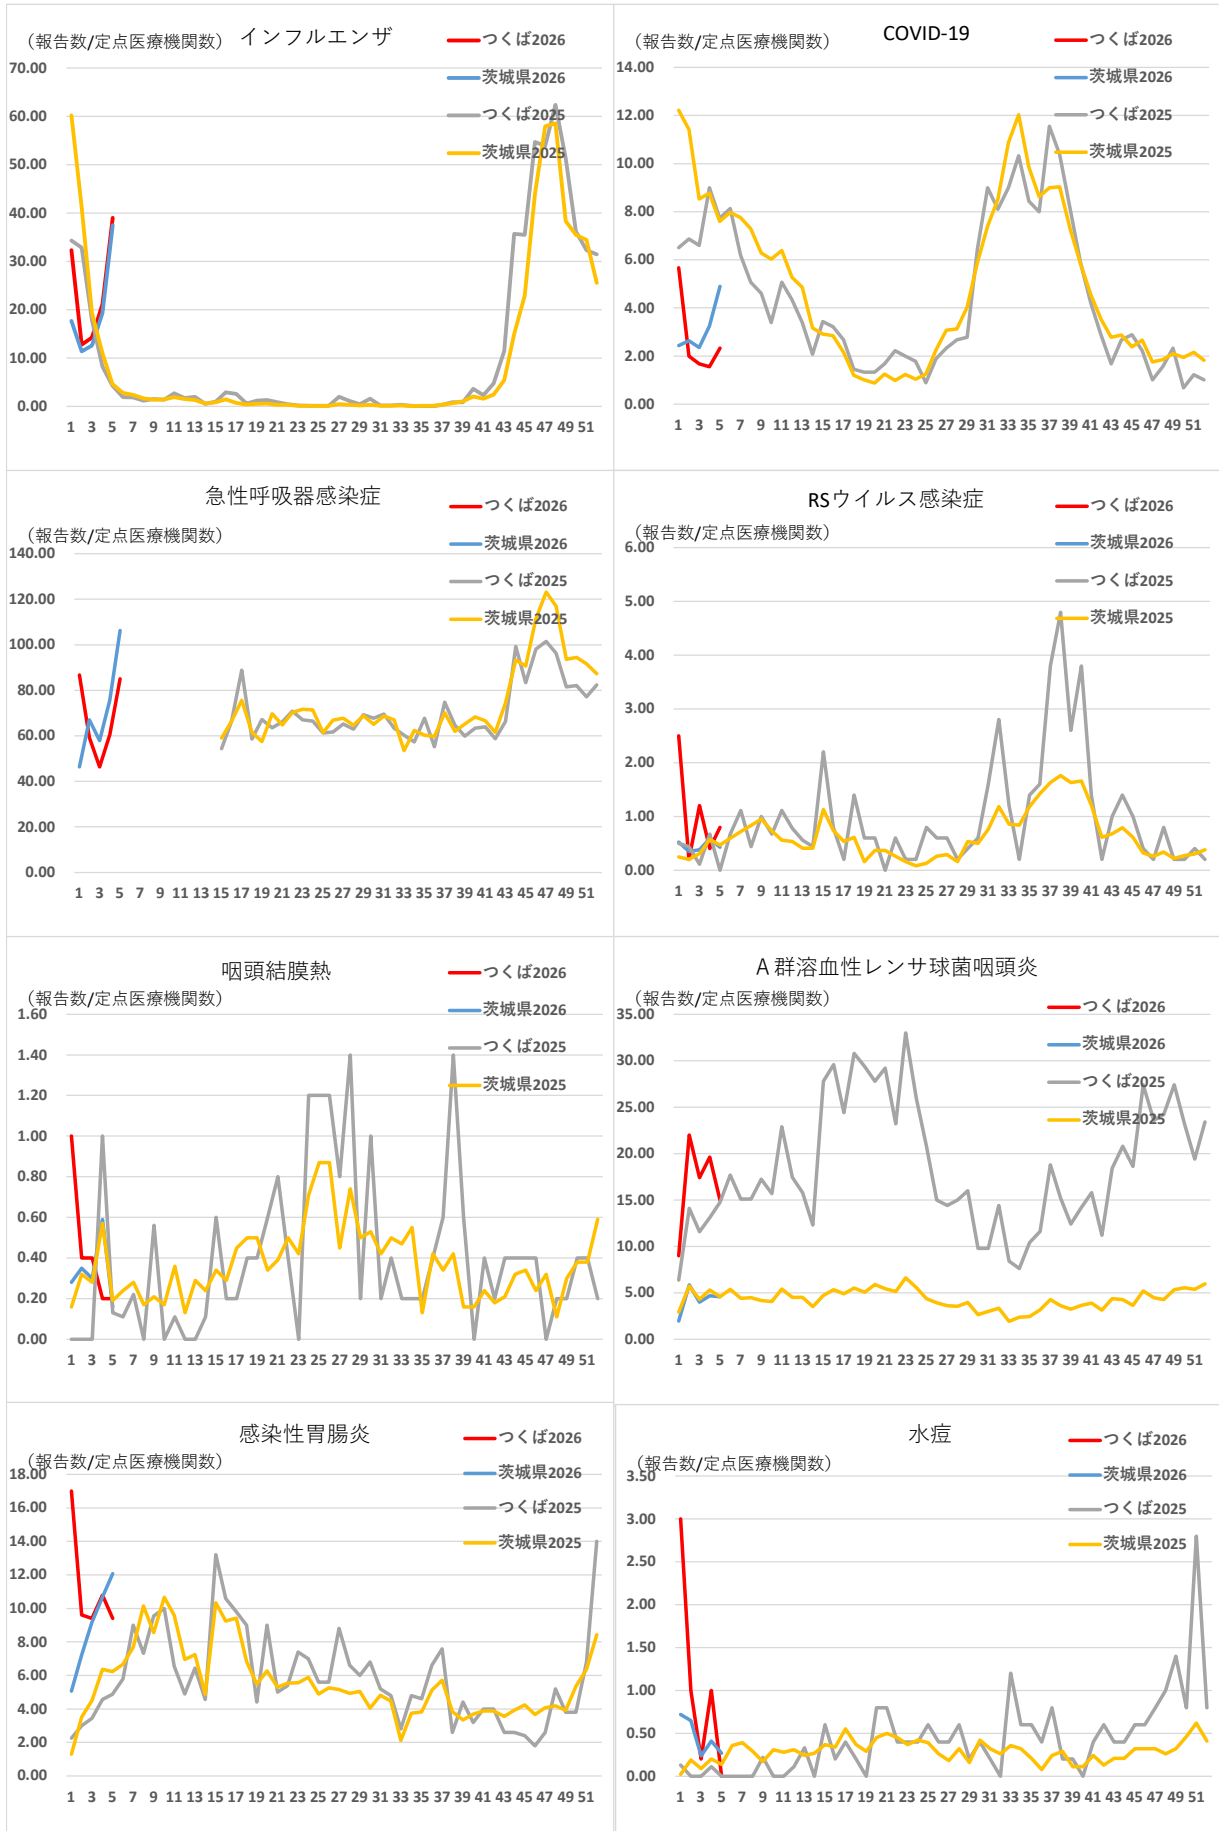 インフルエンザ
（報告数/定点医療機関数）
つくば2026
茨城県2026
つくば2025
茨城県2025
70.00
60.00
50.00
40.00
30.00
20.00
10.00
0.00
1 3 5 7 9 11 13 15 17 19 21 23 25 27 29 31 33 35 37 39 41 43 45 47 49 51
COVID-19
（報告数/定点医療機関数）
つくば2026
茨城県2026
つくば2025
茨城県2025
14.00
12.00
10.00
8.00
6.00
4.00
2.00
0.00
1 3 5 7 9 11 13 15 17 19 21 23 25 27 29 31 33 35 37 39 41 43 45 47 49 51
急性呼吸器感染症
（報告数/定点医療機関数）
つくば2026
茨城県2026
つくば2025
茨城県2025
140.00
120.00
100.00
80.00
60.00
40.00
20.00
0.00
1 3 5 7 9 11 13 15 17 19 21 23 25 27 29 31 33 35 37 39 41 43 45 47 49 51
RSウイルス感染症
（報告数/定点医療機関数）
つくば2026
茨城県2026
つくば2025
茨城県2025
6.00
5.00
4.00
3.00
2.00
1.00
0.00
1 3 5 7 9 11 13 15 17 19 21 23 25 27 29 31 33 35 37 39 41 43 45 47 49 51
咽頭結膜熱
（報告数/定点医療機関数）
つくば2026
茨城県2026
つくば2025
茨城県2025
1.60
1.40
1.20
1.00
0.80
0.60
0.40
0.20
0.00
1 3 5 7 9 11 13 15 17 19 21 23 25 27 29 31 33 35 37 39 41 43 45 47 49 51
A群溶血性レンサ球菌咽頭炎
（報告数/定点医療機関数）
つくば2026
茨城県2026
つくば2025
茨城県2025
35.00
30.00
25.00
20.00
15.00
10.00
5.00
0.00
1 3 5 7 9 11 13 15 17 19 21 23 25 27 29 31 33 35 37 39 41 43 45 47 49 51
感染性胃腸炎
（報告数/定点医療機関数）
つくば2026
茨城県2026
つくば2025
茨城県2025
18.00
16.00
14.00
12.00
10.00
8.00
6.00
4.00
2.00
0.00
1 3 5 7 9 11 13 15 17 19 21 23 25 27 29 31 33 35 37 39 41 43 45 47 49 51
水痘
（報告数/定点医療機関数）
つくば2026
茨城県2026
つくば2025
茨城県2025
3.50
3.00
2.50
2.00
1.50
1.00
0.50
0.00
1 3 5 7 9 11 13 15 17 19 21 23 25 27 29 31 33 35 37 39 41 43 45 47 49 51